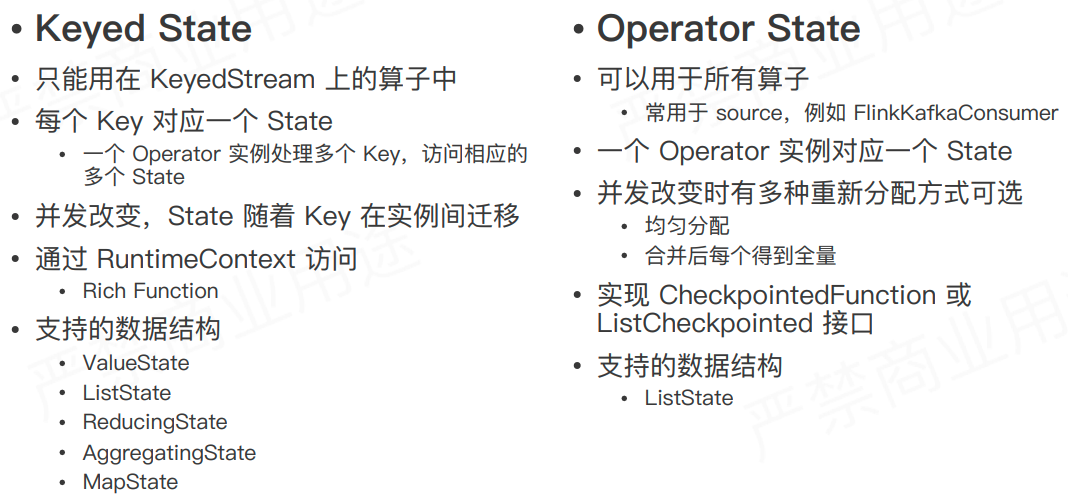 • Keyed State
• 只能用在 KeyedStream 上的算子中
• 每个 Key 对应一个 State
• 一个 Operator 实例处理多个 Key，访问相应的
多个 State
• 并发改变，State 随着 Key 在实例间迁移
• 通过 RuntimeContext 访问
• Rich Function
• 支持的数据结构
• ValueState
• ListState
• ReducingState
• AggregatingState
• MapState
• Operator State
• 可以用于所有算子
• 常用于 source，例如 FlinkKafkaConsumer
• 一个 Operator 实例对应一个 State
• 并发改变时有多种重新分配方式可选
• 均匀分配
• 合并后每个得到全量
• 实现 CheckpointedFunction 或
ListCheckpointed 接口
• 支持的数据结构
• ListState
严禁商业用途
严禁商业用